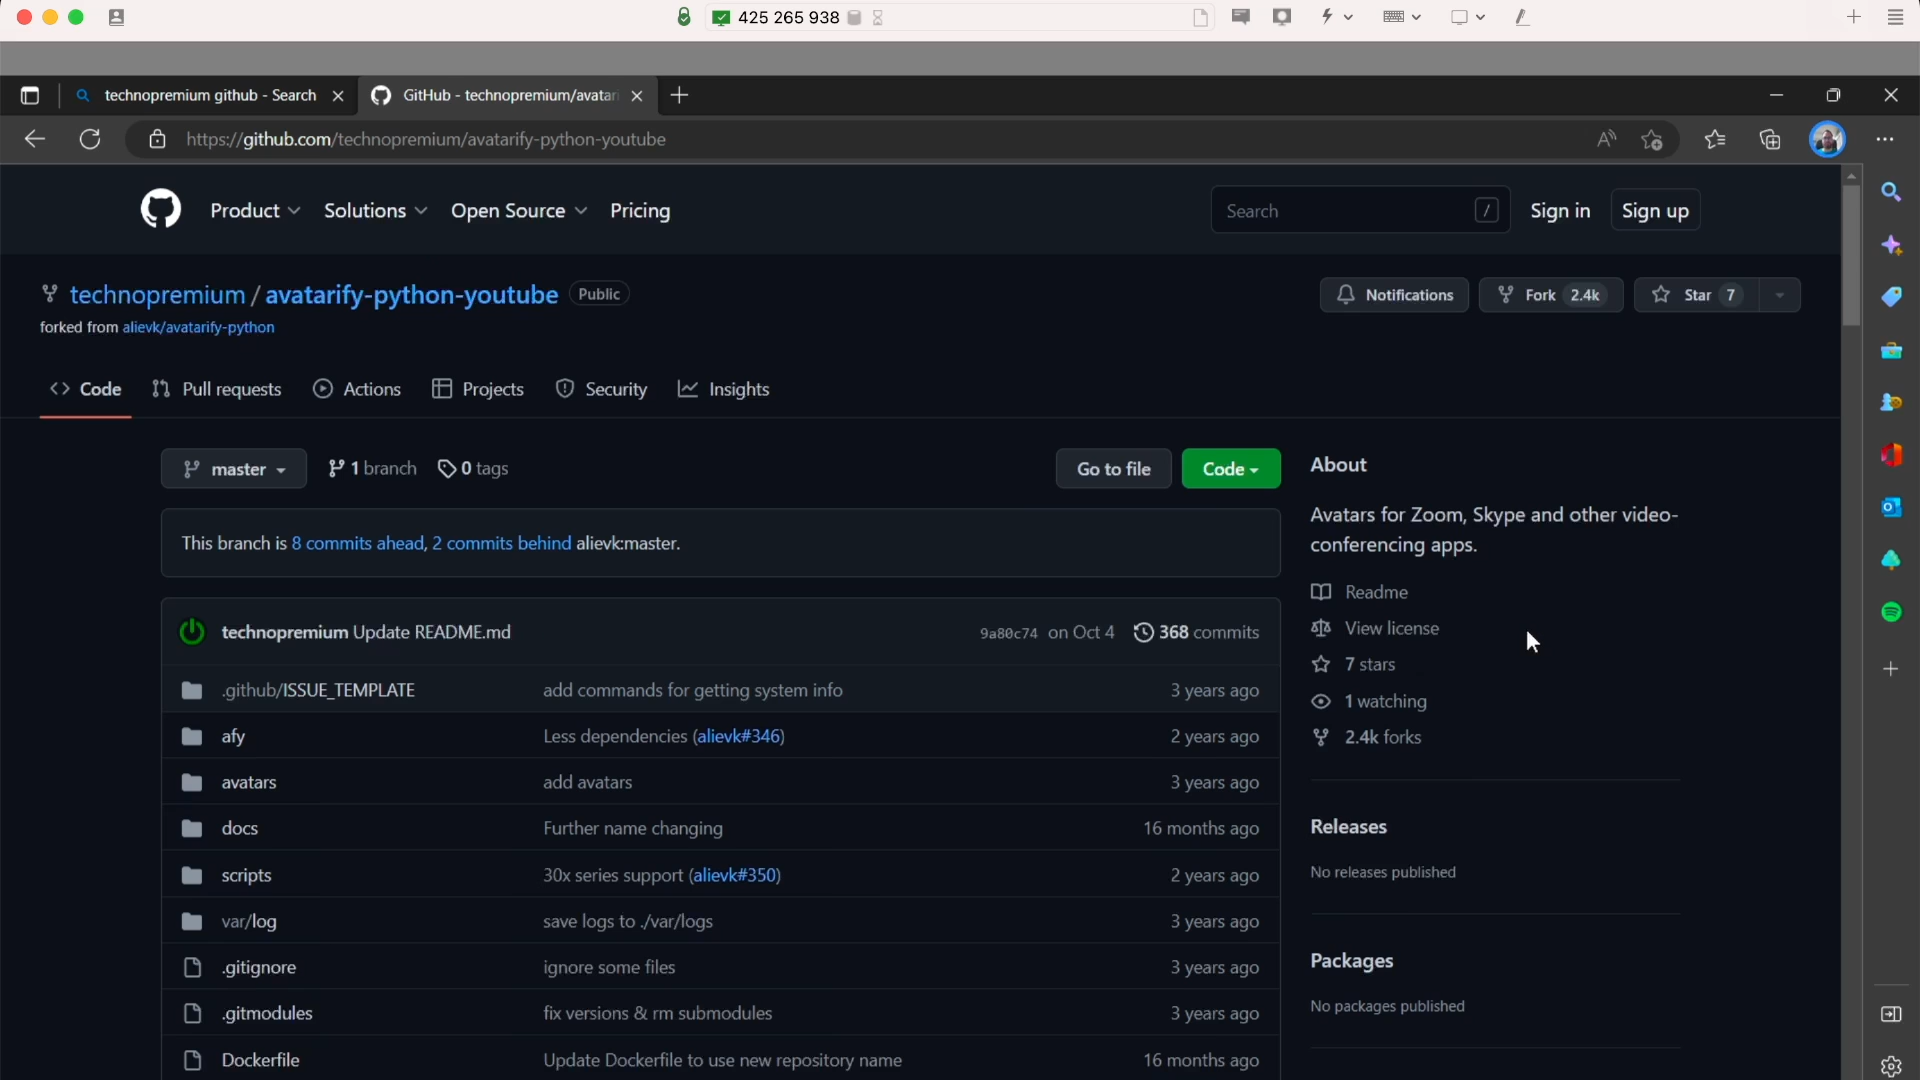 425 265 938
technopremium github - Search
GitHub - technopremium/avatari
https://github.com/technopremium/avatarify-python-youtube
Product
Solutions
Open Source
Pricing
Search /
Sign in
Sign up
technopremium / avatarify-python-youtube Public
forked from alievk/avatarify-python
Notifications
Fork 2.4k
Star 7
Code
Pull requests
Actions
Projects
Security
Insights
master
1 branch
0 tags
Go to file
Code
This branch is 8 commits ahead, 2 commits behind alievk:master.
technopremium Update README.md 9a80c74 on Oct 4 368 commits
.github/ISSUE_TEMPLATE add commands for getting system info 3 years ago
afy Less dependencies (alievk#346) 2 years ago
avatars add avatars 3 years ago
docs Further name changing 16 months ago
scripts 30x series support (alievk#350) 2 years ago
var/log save logs to ./var/logs 3 years ago
.gitignore ignore some files 3 years ago
.gitmodules fix versions & rm submodules 3 years ago
Dockerfile Update Dockerfile to use new repository name 16 months ago
About
Avatars for Zoom, Skype and other video-
conferencing apps.
Readme
View license
7 stars
1 watching
2.4k forks
Releases
No releases published
Packages
No packages published